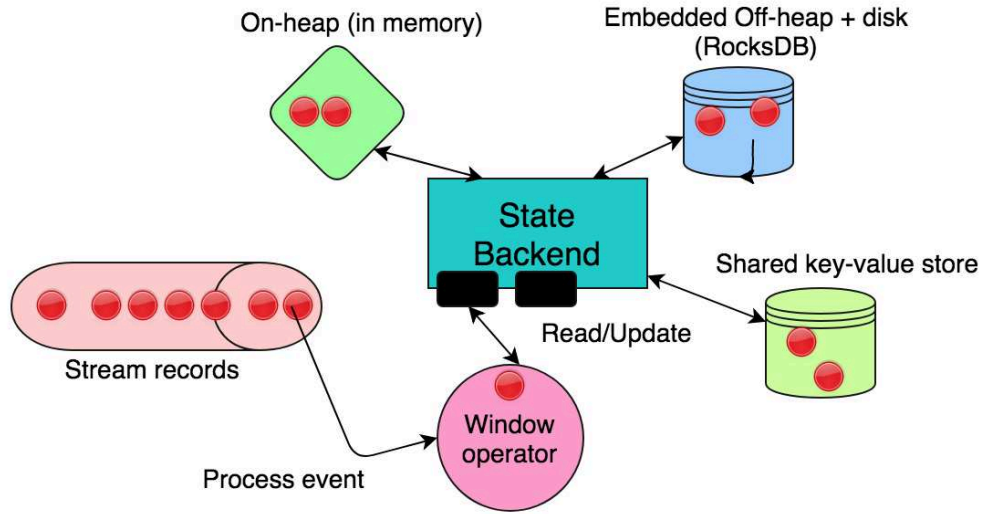 On-heap (in memory)
Embedded Off-heap + disk
(RocksDB)
State
Backend
Shared key-value store
Read/Update
Stream records
Window
operator
Process event